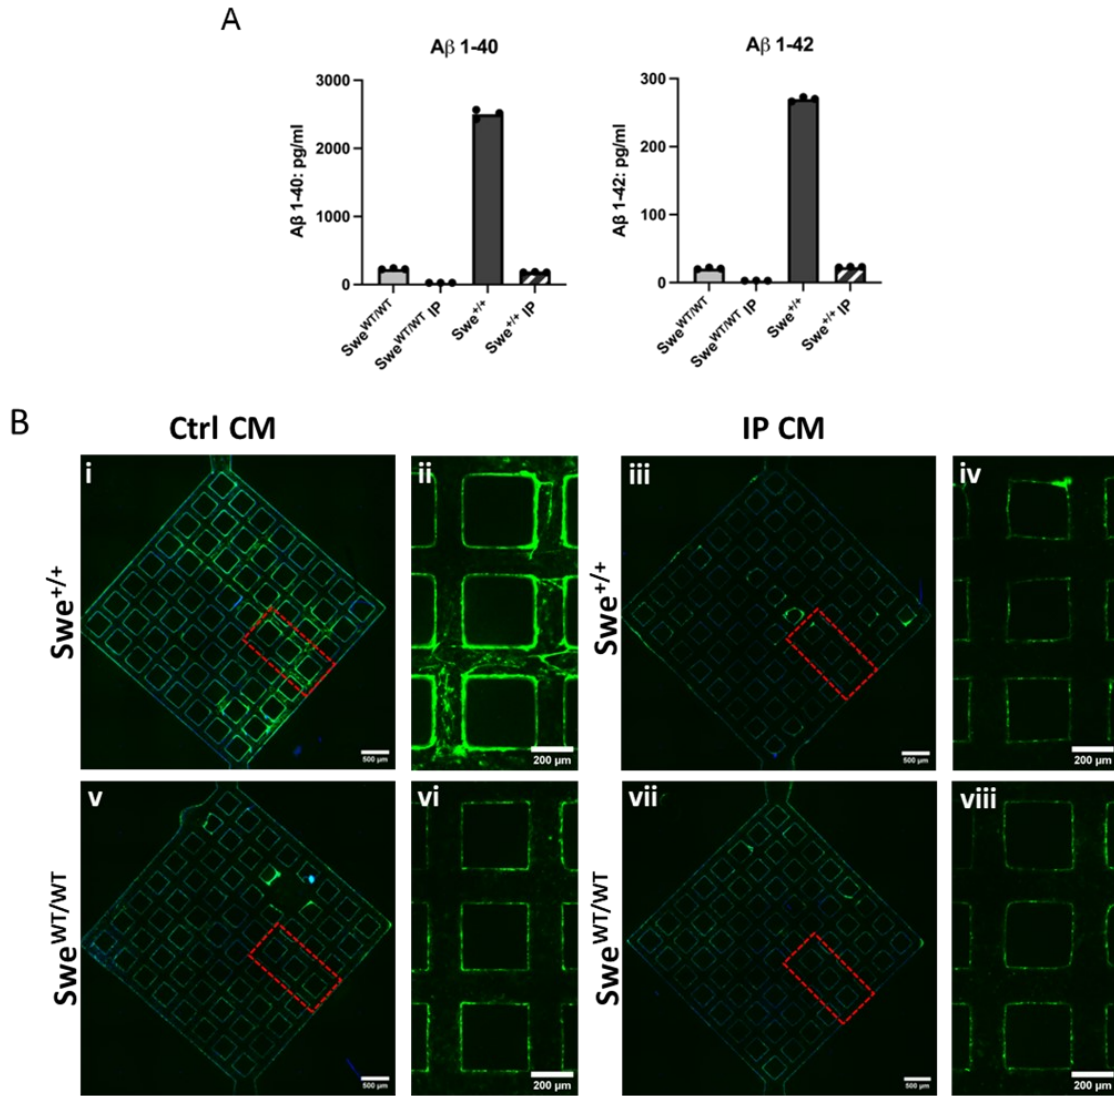 A
Aβ 1-40
Aβ 1-40: pg/ml
3000
2000
1000
0
Swe^WT/WT
Swe^WT/WT IP
Swe^+/+
Swe^+/+ IP
Aβ 1-42
Aβ 1-42: pg/ml
300
200
100
0
Swe^WT/WT
Swe^WT/WT IP
Swe^+/+
Swe^+/+ IP
B
Ctrl CM
IP CM
Swe^+/+
i
500 µm
ii
200 µm
Swe^+/+
iii
500 µm
iv
200 µm
Swe^WT/WT
v
500 µm
vi
200 µm
Swe^WT/WT
vii
500 µm
viii
200 µm